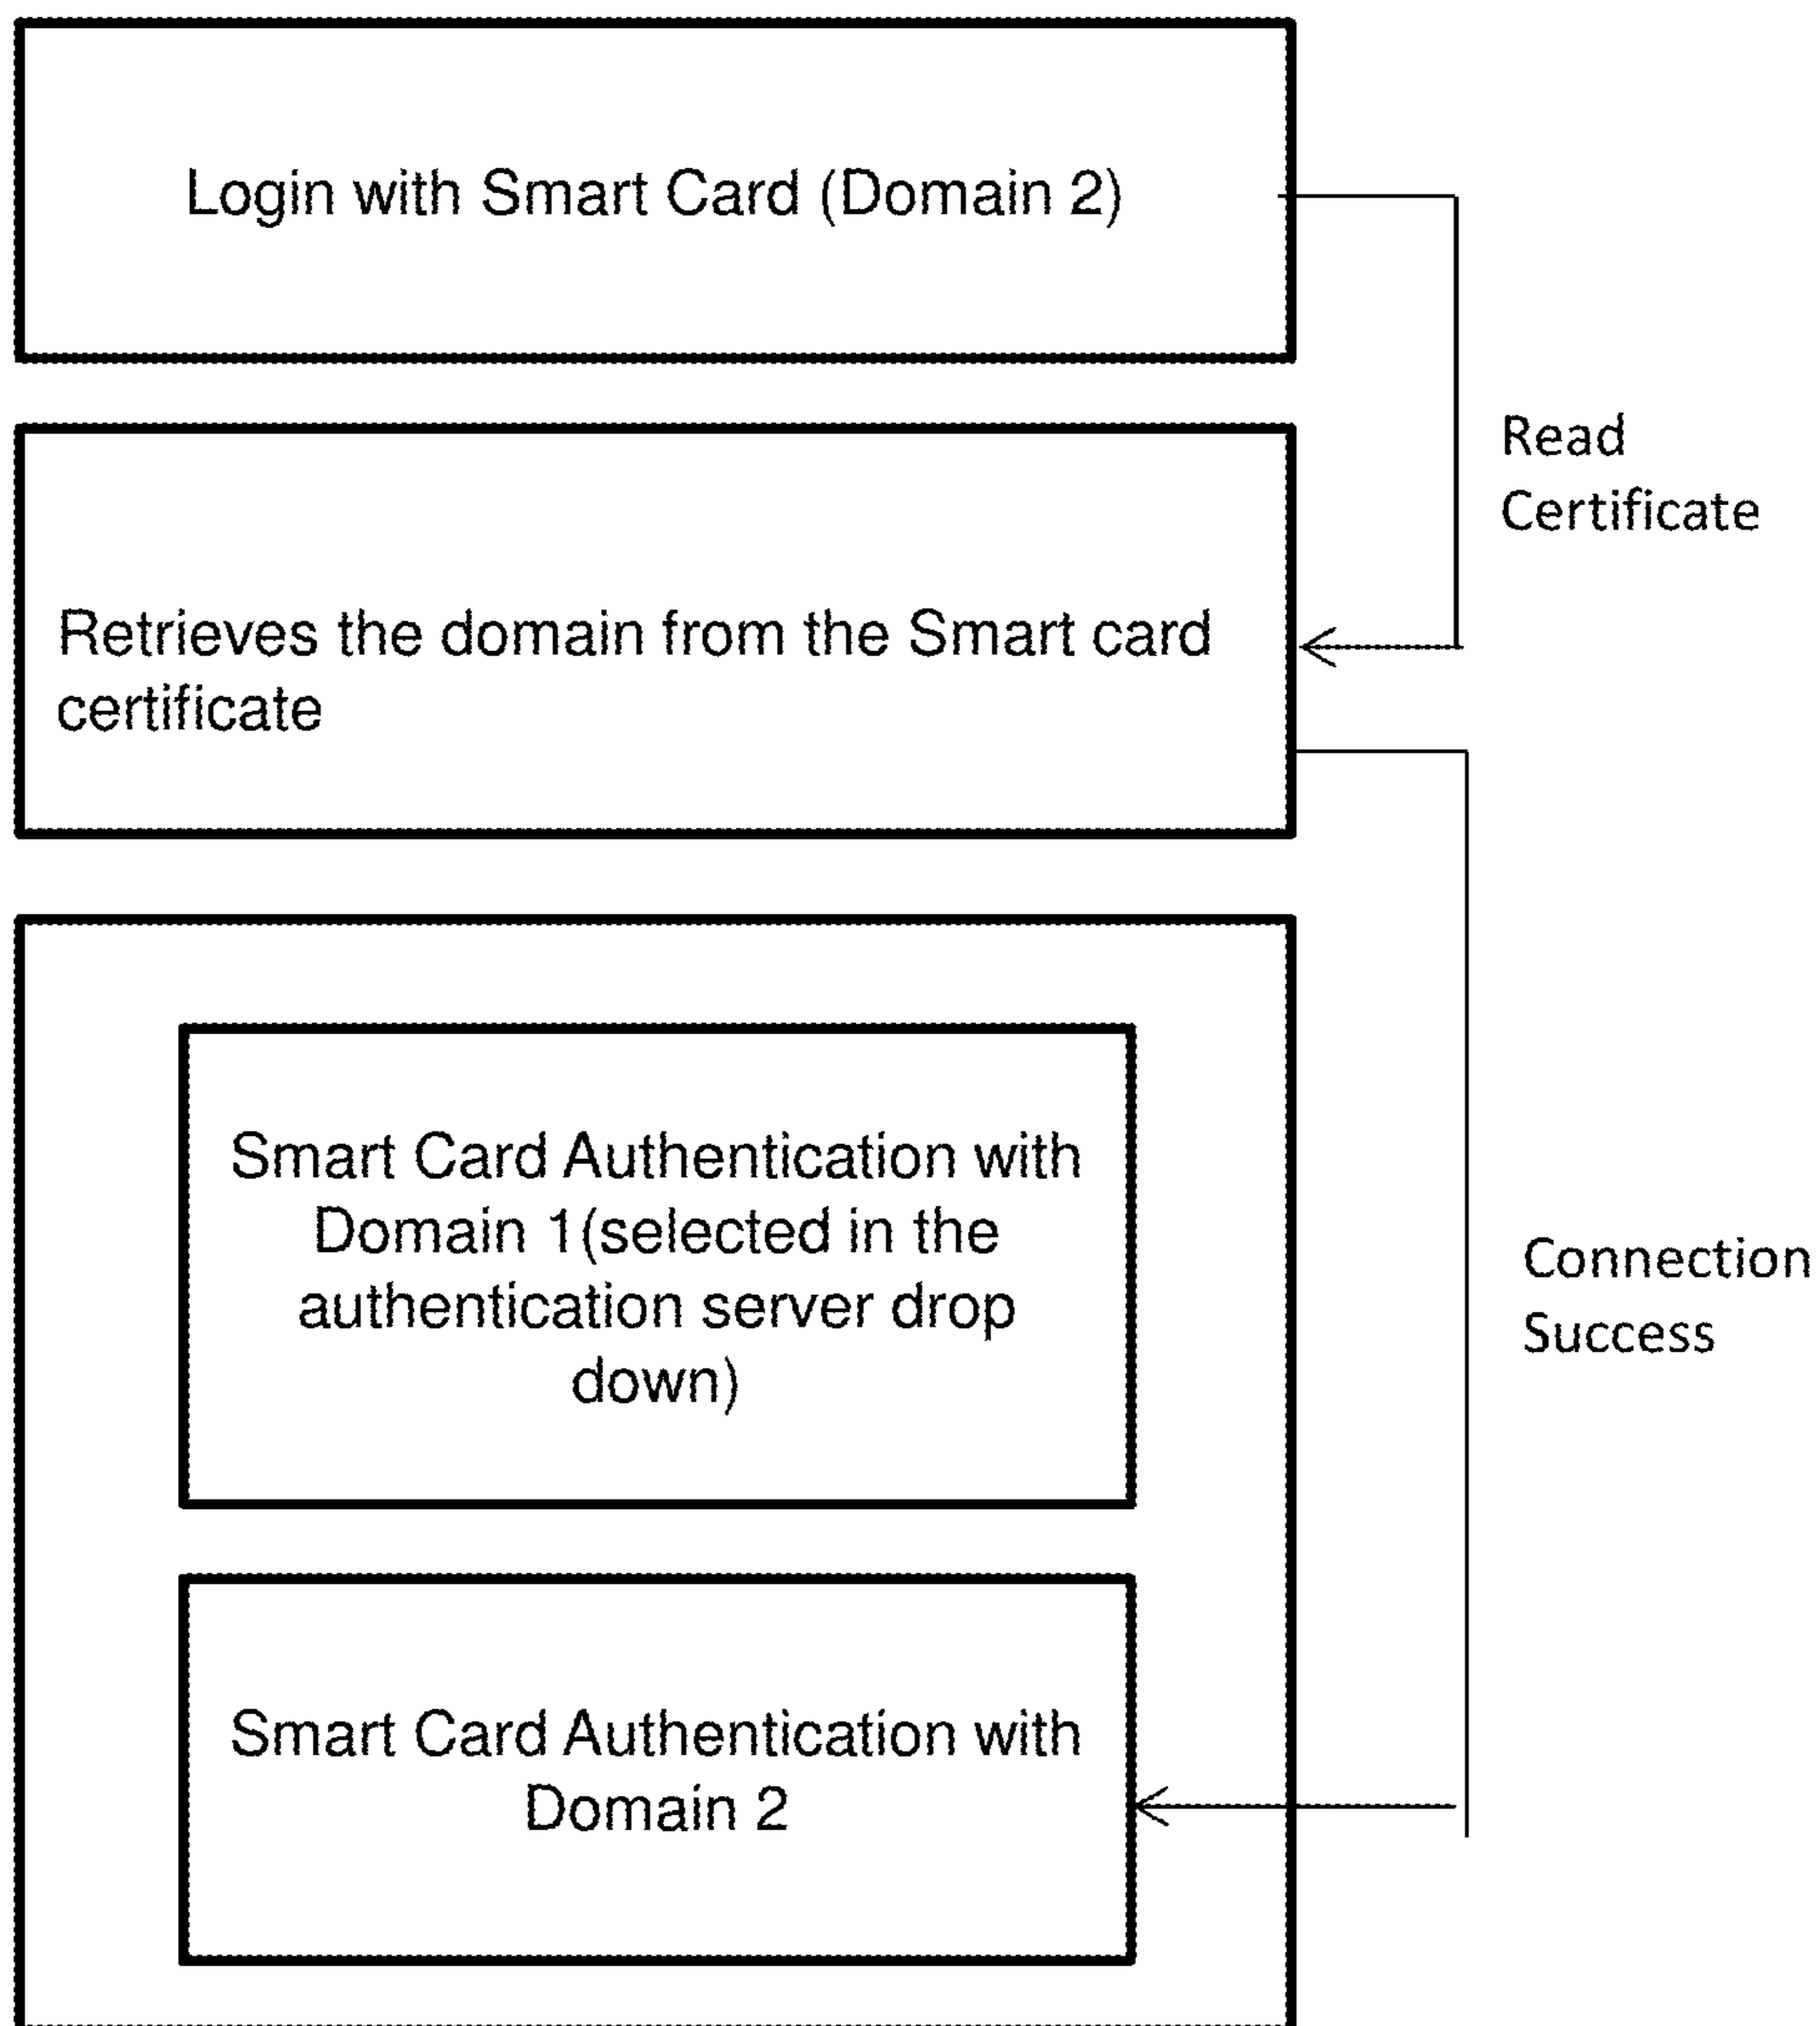 Login with Smart Card (Domain 2)
Read
Certificate
Retrieves the domain from the Smart card
certificate
Smart Card Authentication with
Domain 1(selected in the
authentication server drop
down)
Connection
Success
Smart Card Authentication with
Domain 2